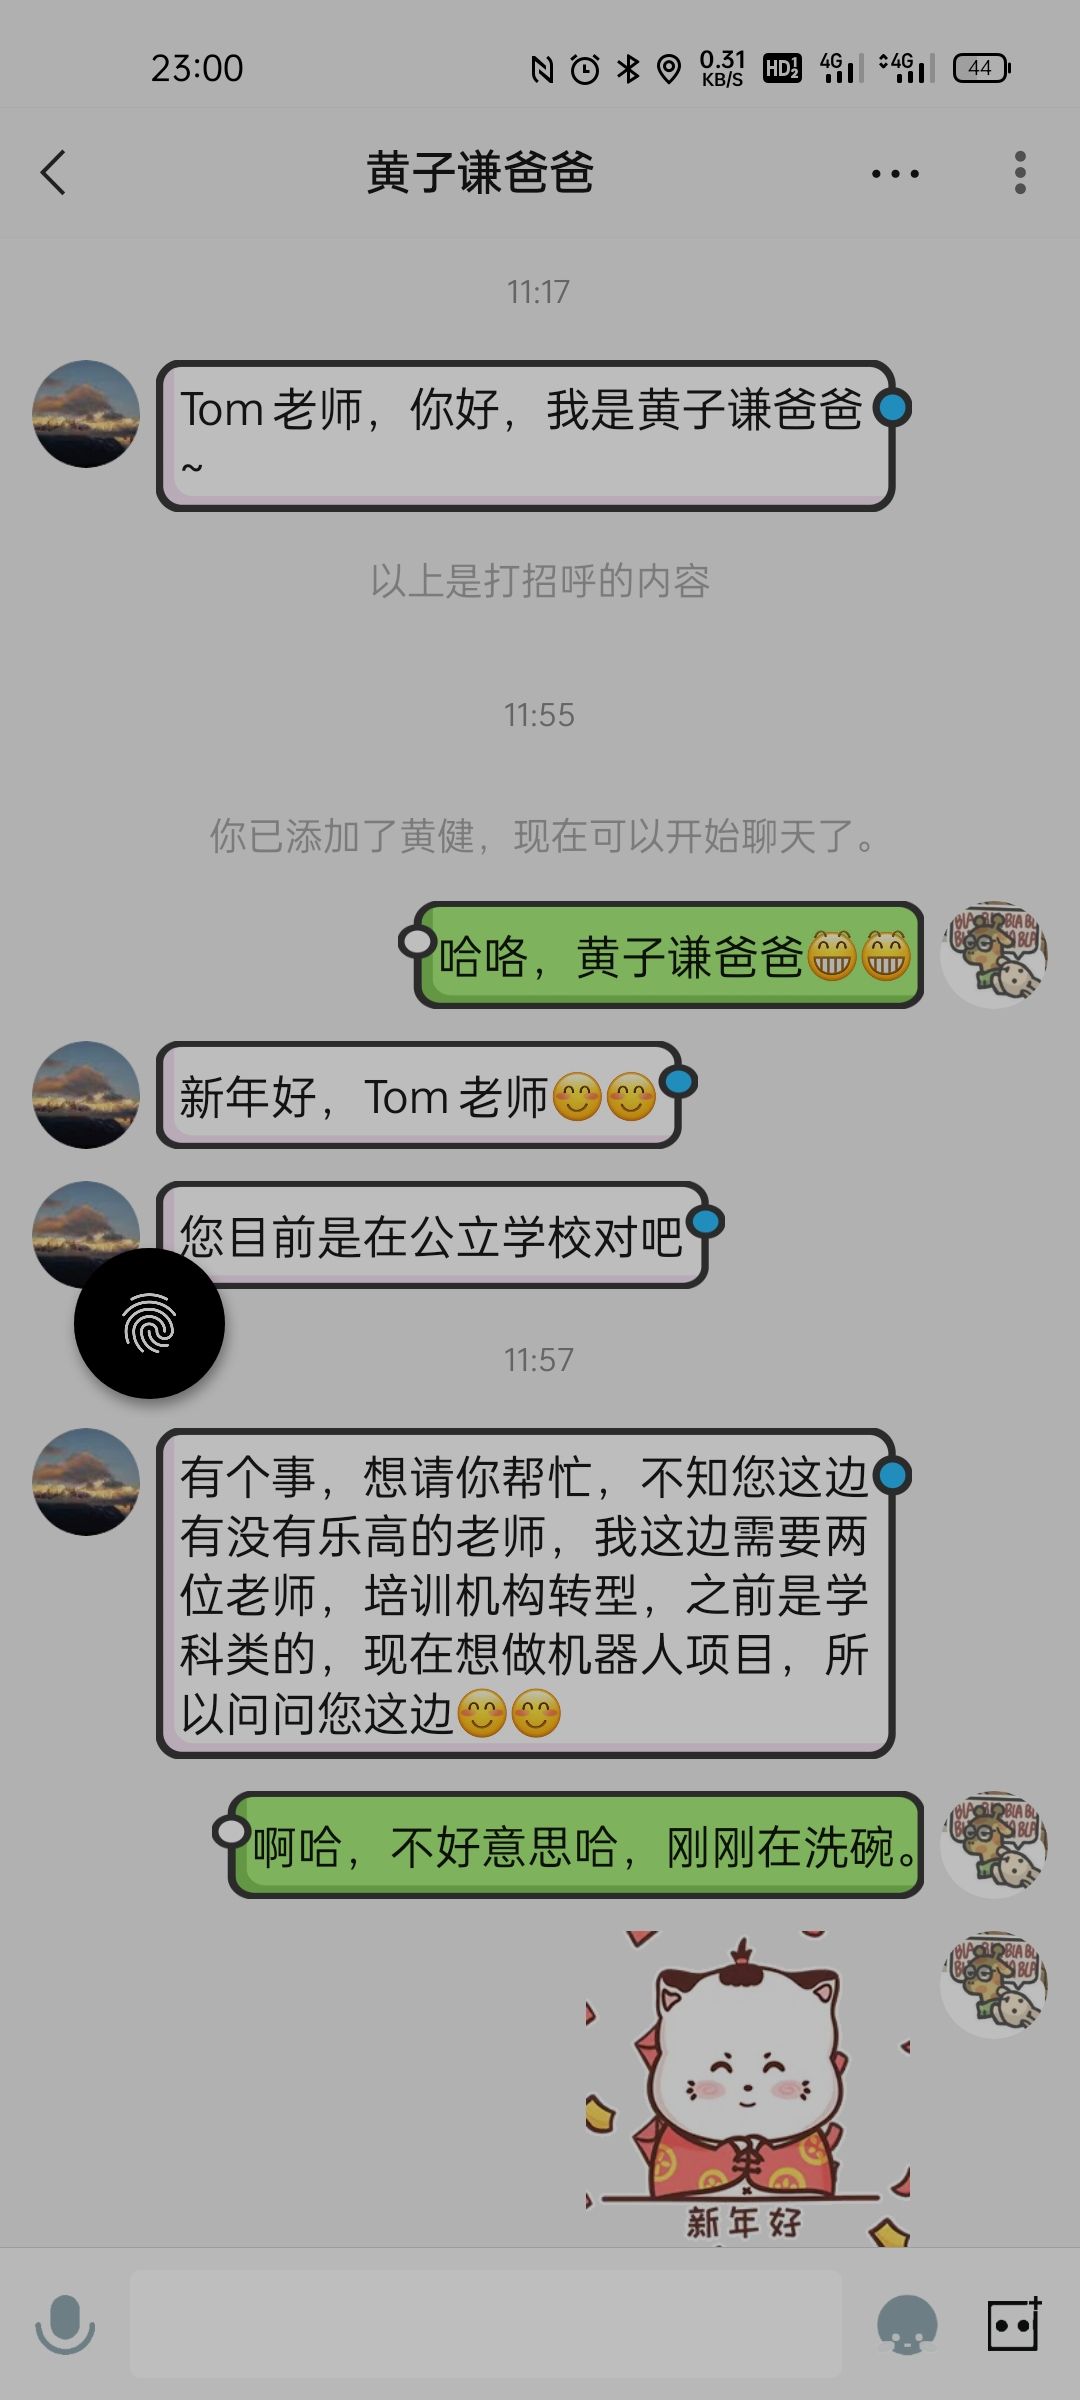 23:00 0.31 KB/S HD 1 2 4G 4G 44
黄子谦爸爸
11:17
Tom老师，你好，我是黄子谦爸爸
~
以上是打招呼的内容
11:55
你已添加了黄健，现在可以开始聊天了。
哈咯，黄子谦爸爸😁😁
新年好，Tom老师😊😊
您目前是在公立学校对吧
11:57
有个事，想请你帮忙，不知您这边
有没有乐高的老师，我这边需要两
位老师，培训机构转型，之前是学
科类的，现在想做机器人项目，所
以问问您这边😊😊
啊哈，不好意思哈，刚刚在洗碗。
新年好